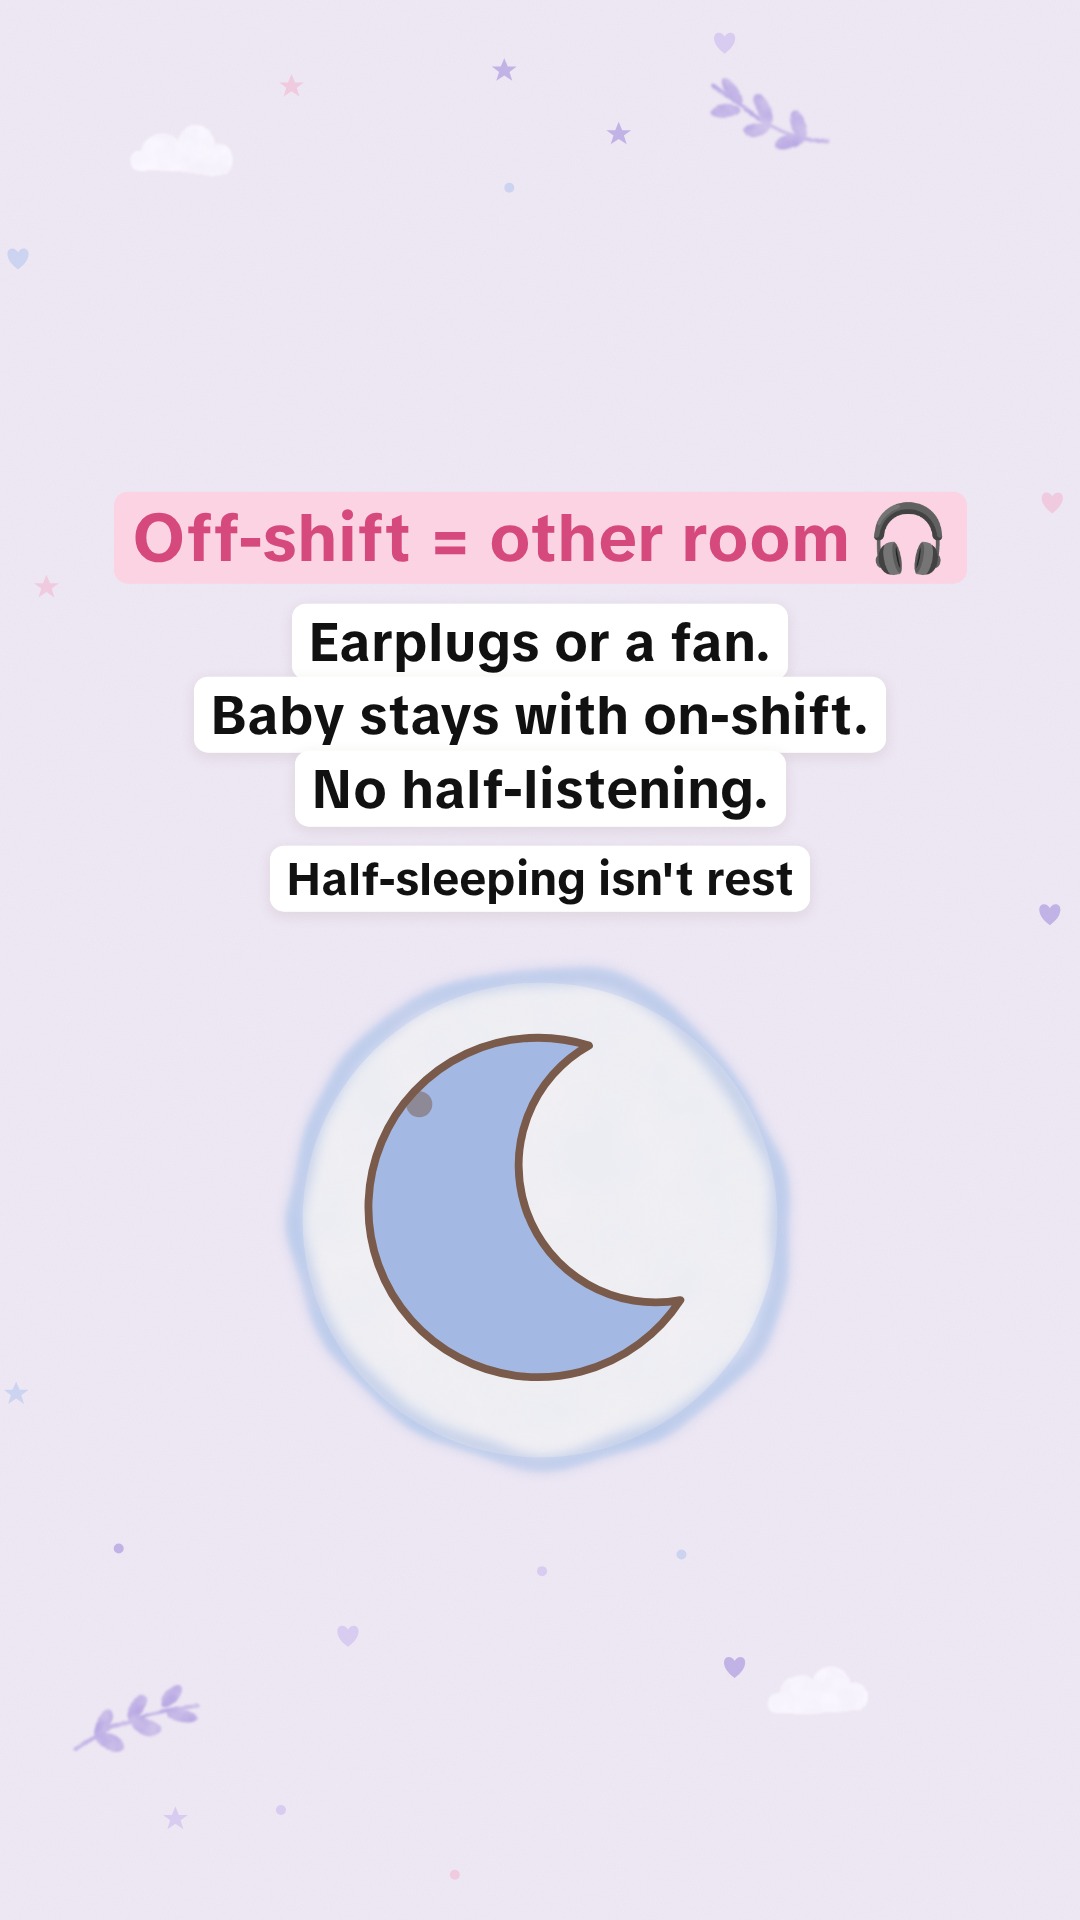 Off-shift = other room 🎧
Earplugs or a fan.
Baby stays with on-shift.
No half-listening.
Half-sleeping isn't rest